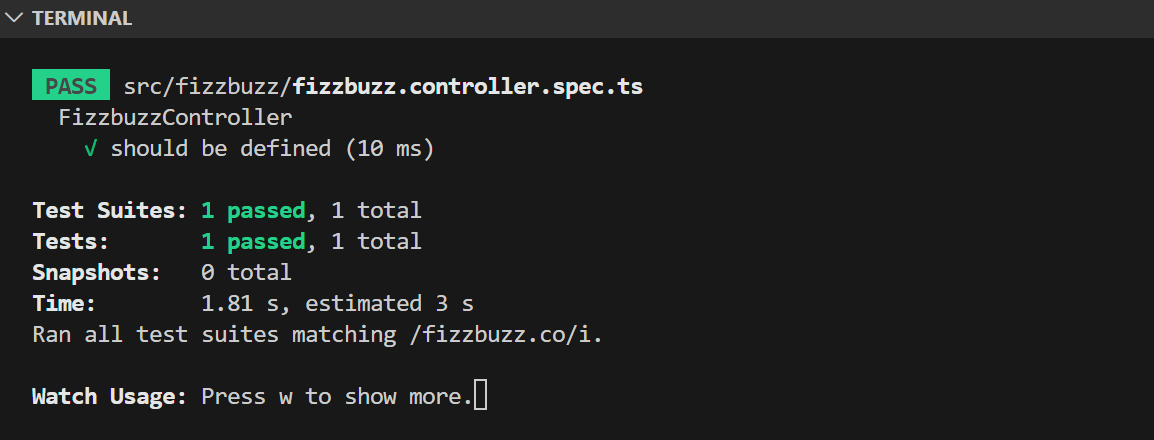 TERMINAL
PASS src/fizzbuzz/fizzbuzz.controller.spec.ts
FizzbuzzController
√ should be defined (10 ms)
Test Suites: 1 passed, 1 total
Tests: 1 passed, 1 total
Snapshots: 0 total
Time: 1.81 s, estimated 3 s
Ran all test suites matching /fizzbuzz.co/i.
Watch Usage: Press w to show more.